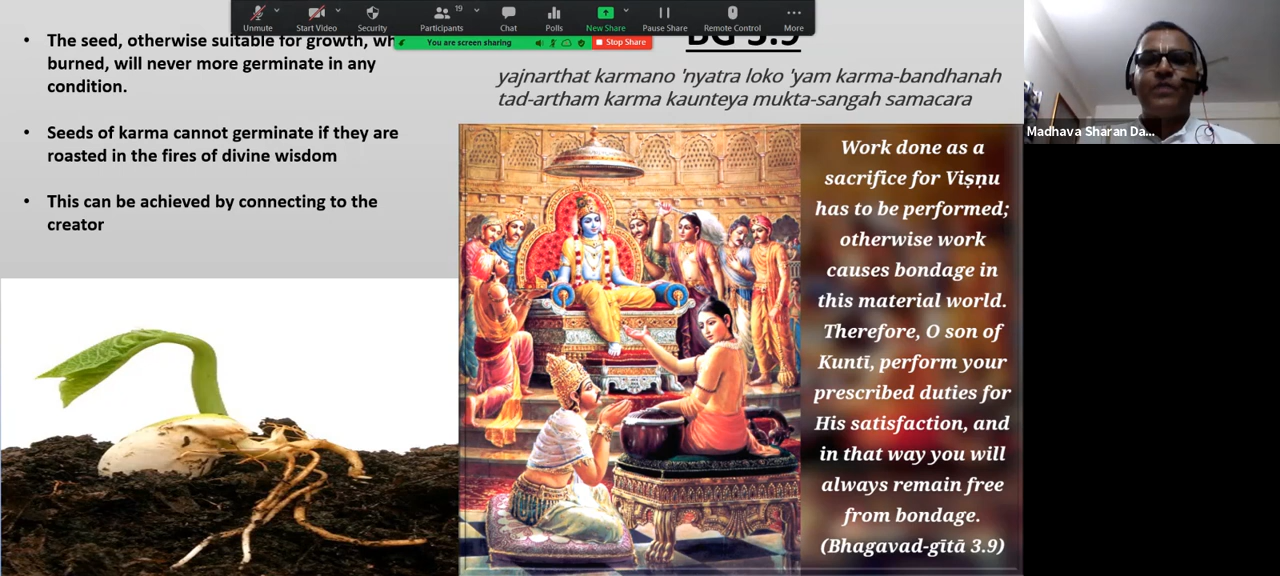 Unmute
Start Video
Security
Participants
19
Chat
Polls
New Share
Pause Share
Remote Control
More
You are screen sharing
Stop Share
• The seed, otherwise suitable for growth,
burned, will never more germinate in any
condition.
• Seeds of karma cannot germinate if they are
roasted in the fires of divine wisdom
• This can be achieved by connecting to the
creator
BG 3.9
yajnarthat karmano 'nyatra loko 'yam karma-bandhanah
tad-artham karma kaunteya mukta-sangah samacara
Work done as a
sacrifice for Viṣṇu
has to be performed;
otherwise work
causes bondage in
this material world.
Therefore, O son of
Kuntī, perform your
prescribed duties for
His satisfaction, and
in that way you will
always remain free
from bondage.
(Bhagavad-gītā 3.9)
Madhava Sharan Da...